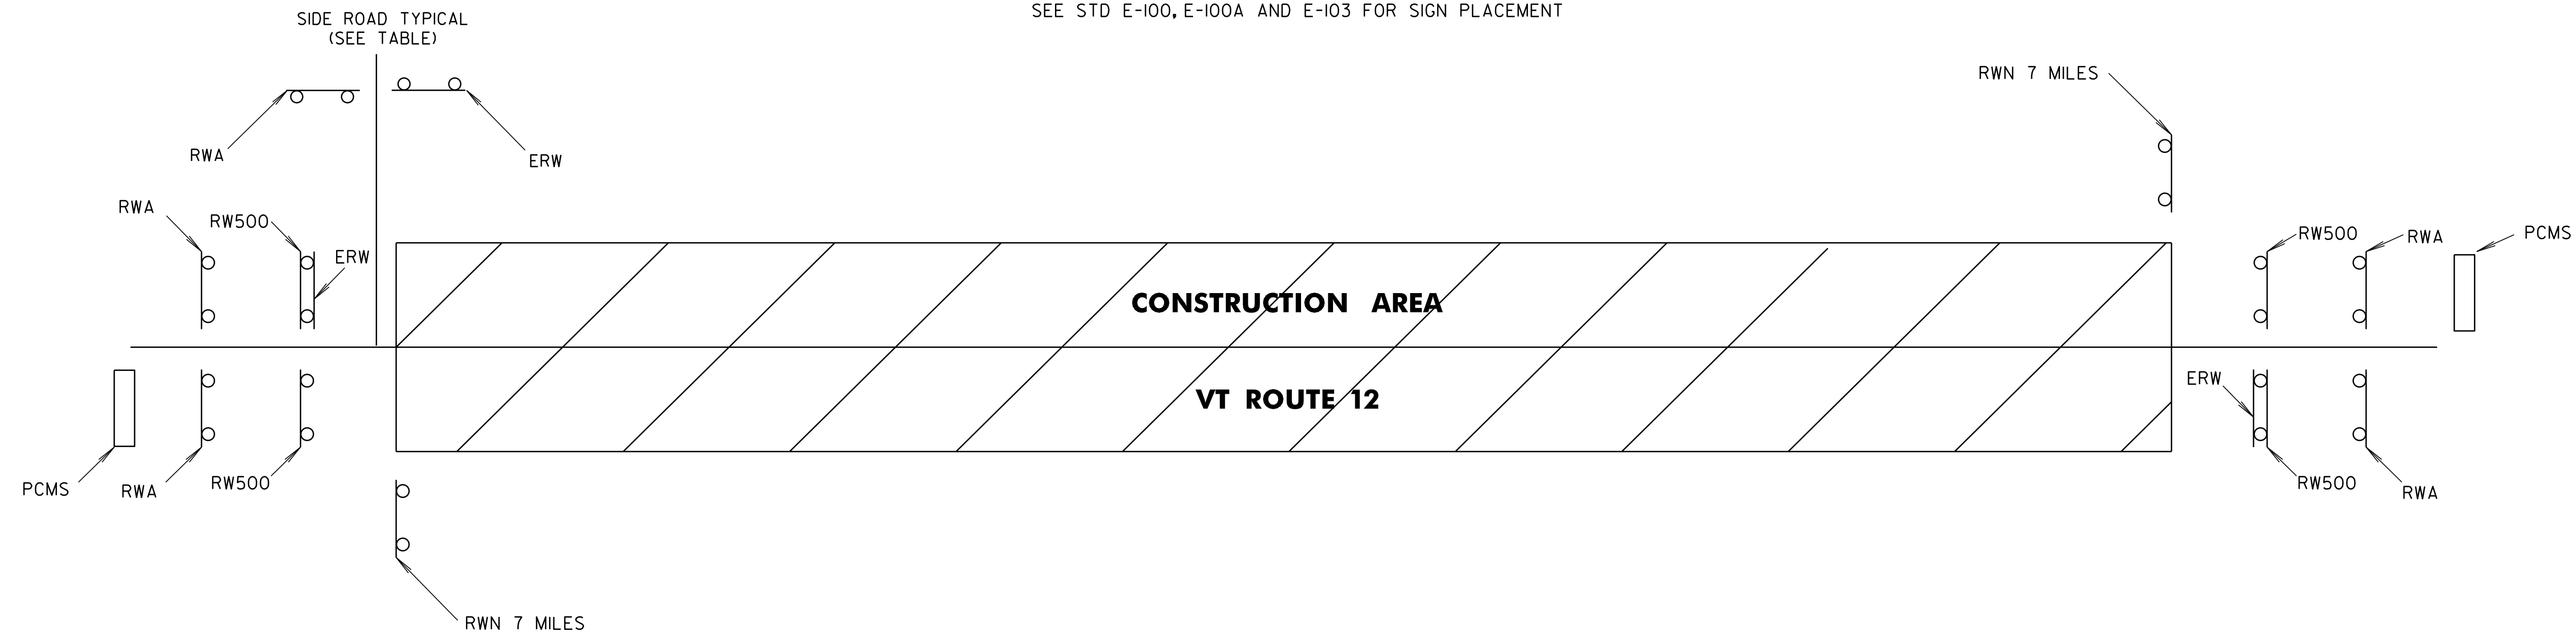 SEE STD E-100, E-100A AND E-103 FOR SIGN PLACEMENT
SIDE ROAD TYPICAL
(SEE TABLE)
RWN 7 MILES
RWA
ERW
RWA
RW500
ERW
RW500
RWA
PCMS
CONSTRUCTION AREA
VT ROUTE 12
ERW
PCMS
RWA
RW500
RW500
RWA
RWN 7 MILES